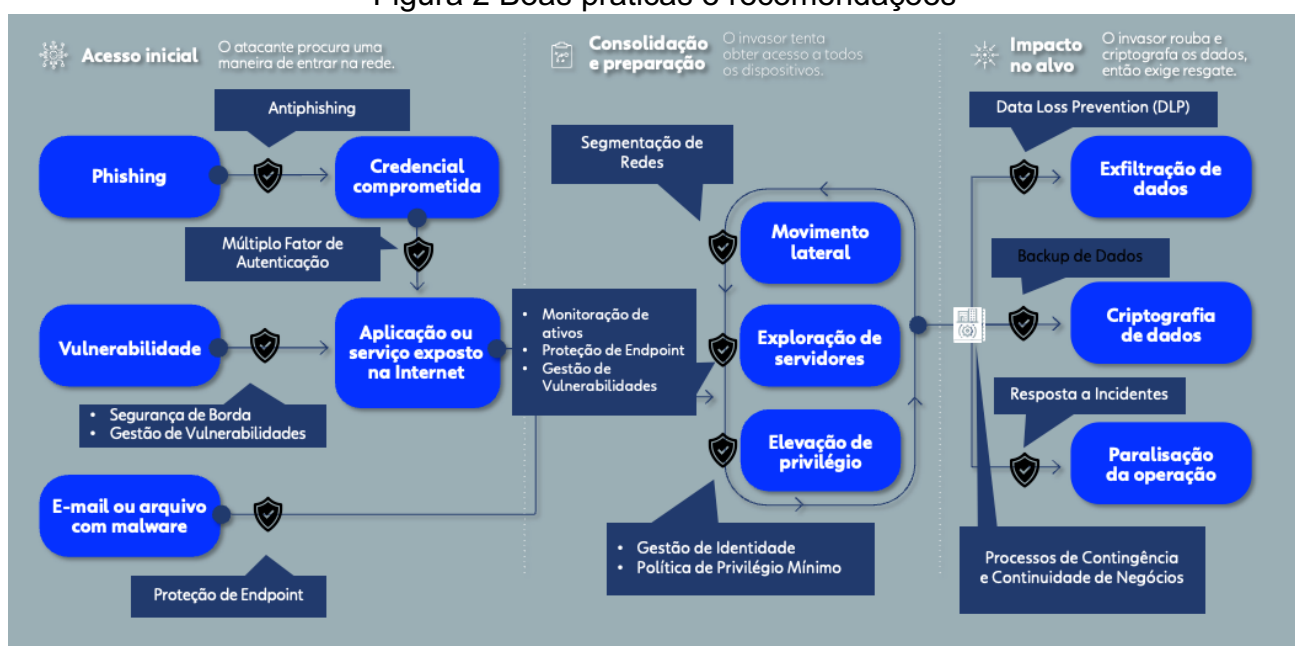 Figura 2 Boas práticas e recomendações
Acesso inicial
O atacante procura uma
maneira de entrar na rede.
Antiphishing
Phishing
Credencial
comprometida
Múltiplo Fator de
Autenticação
Vulnerabilidade
Aplicação ou
serviço exposto
na Internet
• Segurança de Borda
• Gestão de Vulnerabilidades
E-mail ou arquivo
com malware
Proteção de Endpoint
Consolidação
e preparação
O invasor tenta
obter acesso a todos
os dispositivos.
Segmentação de
Redes
Movimento
lateral
• Monitoração de
ativos
• Proteção de Endpoint
• Gestão de
Vulnerabilidades
Exploração de
servidores
Elevação de
privilégio
• Gestão de Identidade
• Política de Privilégio Mínimo
Impacto
no alvo
O invasor rouba e
criptografa os dados,
então exige resgate.
Data Loss Prevention (DLP)
Exfiltração de
dados
Backup de Dados
Criptografia
de dados
Resposta a Incidentes
Paralisação
da operação
Processos de Contingência
e Continuidade de Negócios